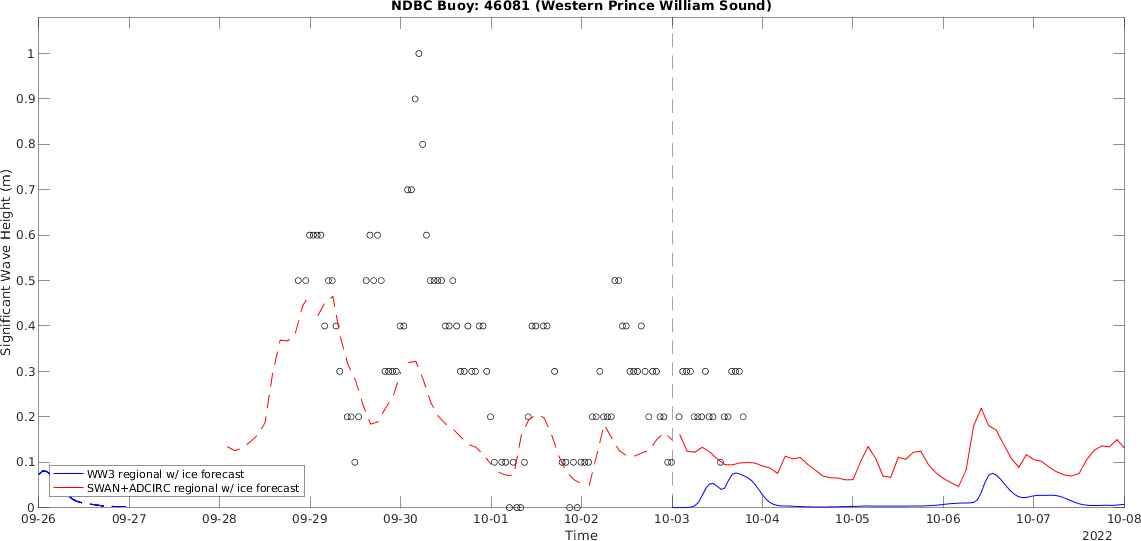 NDBC Buoy: 46081 (Western Prince William Sound)
Significant Wave Height (m)
1
0.9
0.8
0.7
0.6
0.5
0.4
0.3
0.2
0.1
0
WW3 regional w/ ice forecast
SWAN+ADCIRC regional w/ ice forecast
09-26 09-27 09-28 09-29 09-30 10-01 10-02 10-03 10-04 10-05 10-06 10-07 10-08
Time
2022